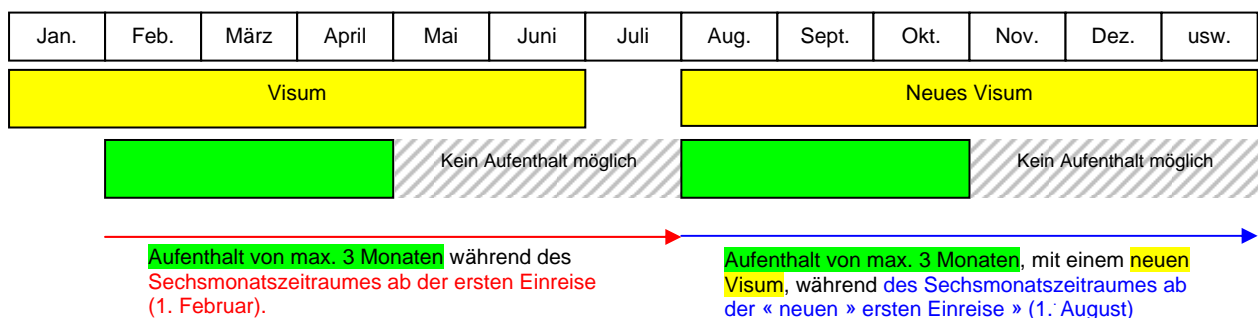 Jan. Feb. März April Mai Juni Juli Aug. Sept. Okt. Nov. Dez. usw.
Visum Neues Visum
Kein Aufenthalt möglich Kein Aufenthalt möglich
Aufenthalt von max. 3 Monaten während des
Sechsmonatszeitraumes ab der ersten Einreise
(1. Februar).
Aufenthalt von max. 3 Monaten, mit einem neuen
Visum, während des Sechsmonatszeitraumes ab
der « neuen » ersten Einreise » (1. August)